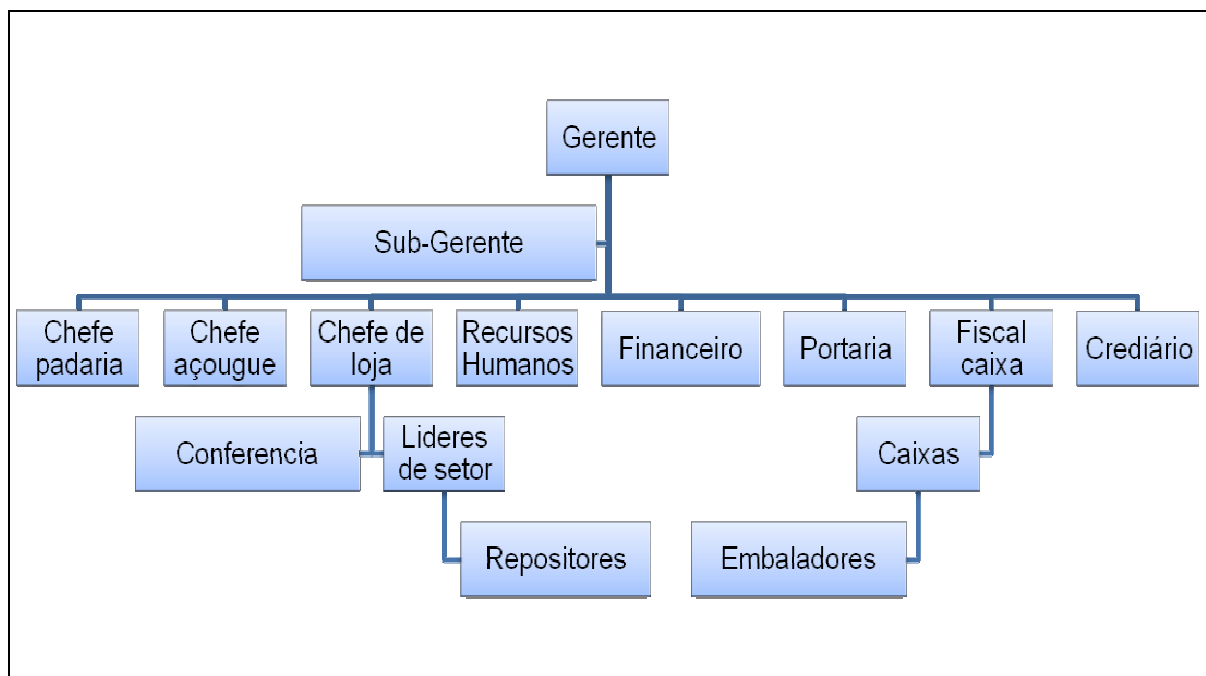 Gerente
Sub-Gerente
Chefe
padaria
Chefe
açougue
Chefe de
loja
Recursos
Humanos
Financeiro
Portaria
Fiscal
caixa
Crediário
Conferencia
Lideres
de setor
Caixas
Repositores
Embaladores